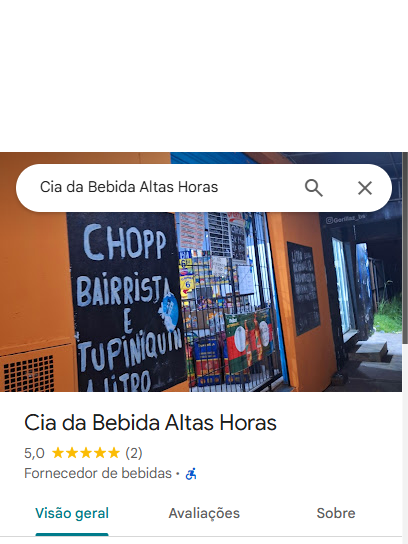 Cia da Bebida Altas Horas
CHOPP
BAIRRISTA
E
TUPINIQUIN
1 LITRO
Cia da Bebida Altas Horas
5,0 ★★★★★ (2)
Fornecedor de bebidas ·
Visão geral
Avaliações
Sobre